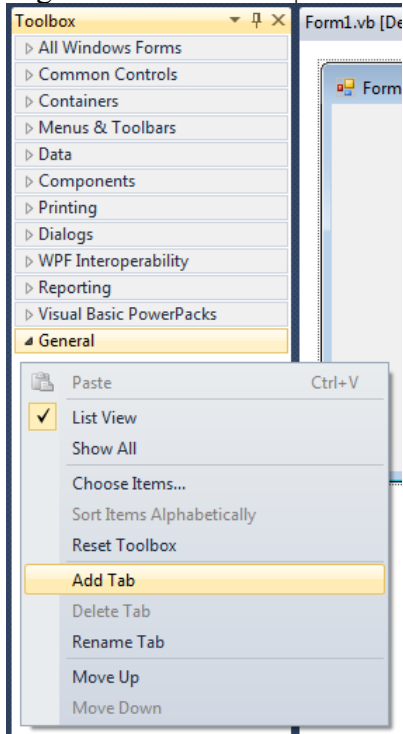 Toolbox
Form1.vb [De
All Windows Forms
Common Controls
Form
Containers
Menus & Toolbars
Data
Components
Printing
Dialogs
WPF Interoperability
Reporting
Visual Basic PowerPacks
General
Paste Ctrl+V
List View
Show All
Choose Items...
Sort Items Alphabetically
Reset Toolbox
Add Tab
Delete Tab
Rename Tab
Move Up
Move Down